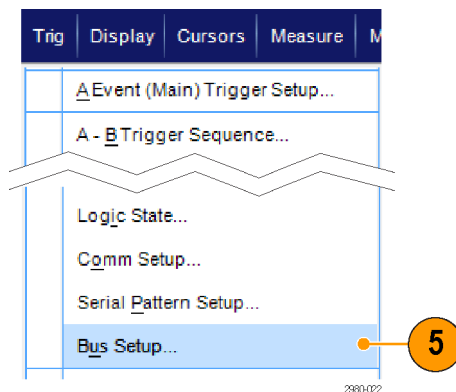 Trig Display Cursors Measure M
A Event (Main) Trigger Setup...
A - B Trigger Sequence...
Logic State...
Comm Setup...
Serial Pattern Setup...
Bus Setup...
5
2980-022